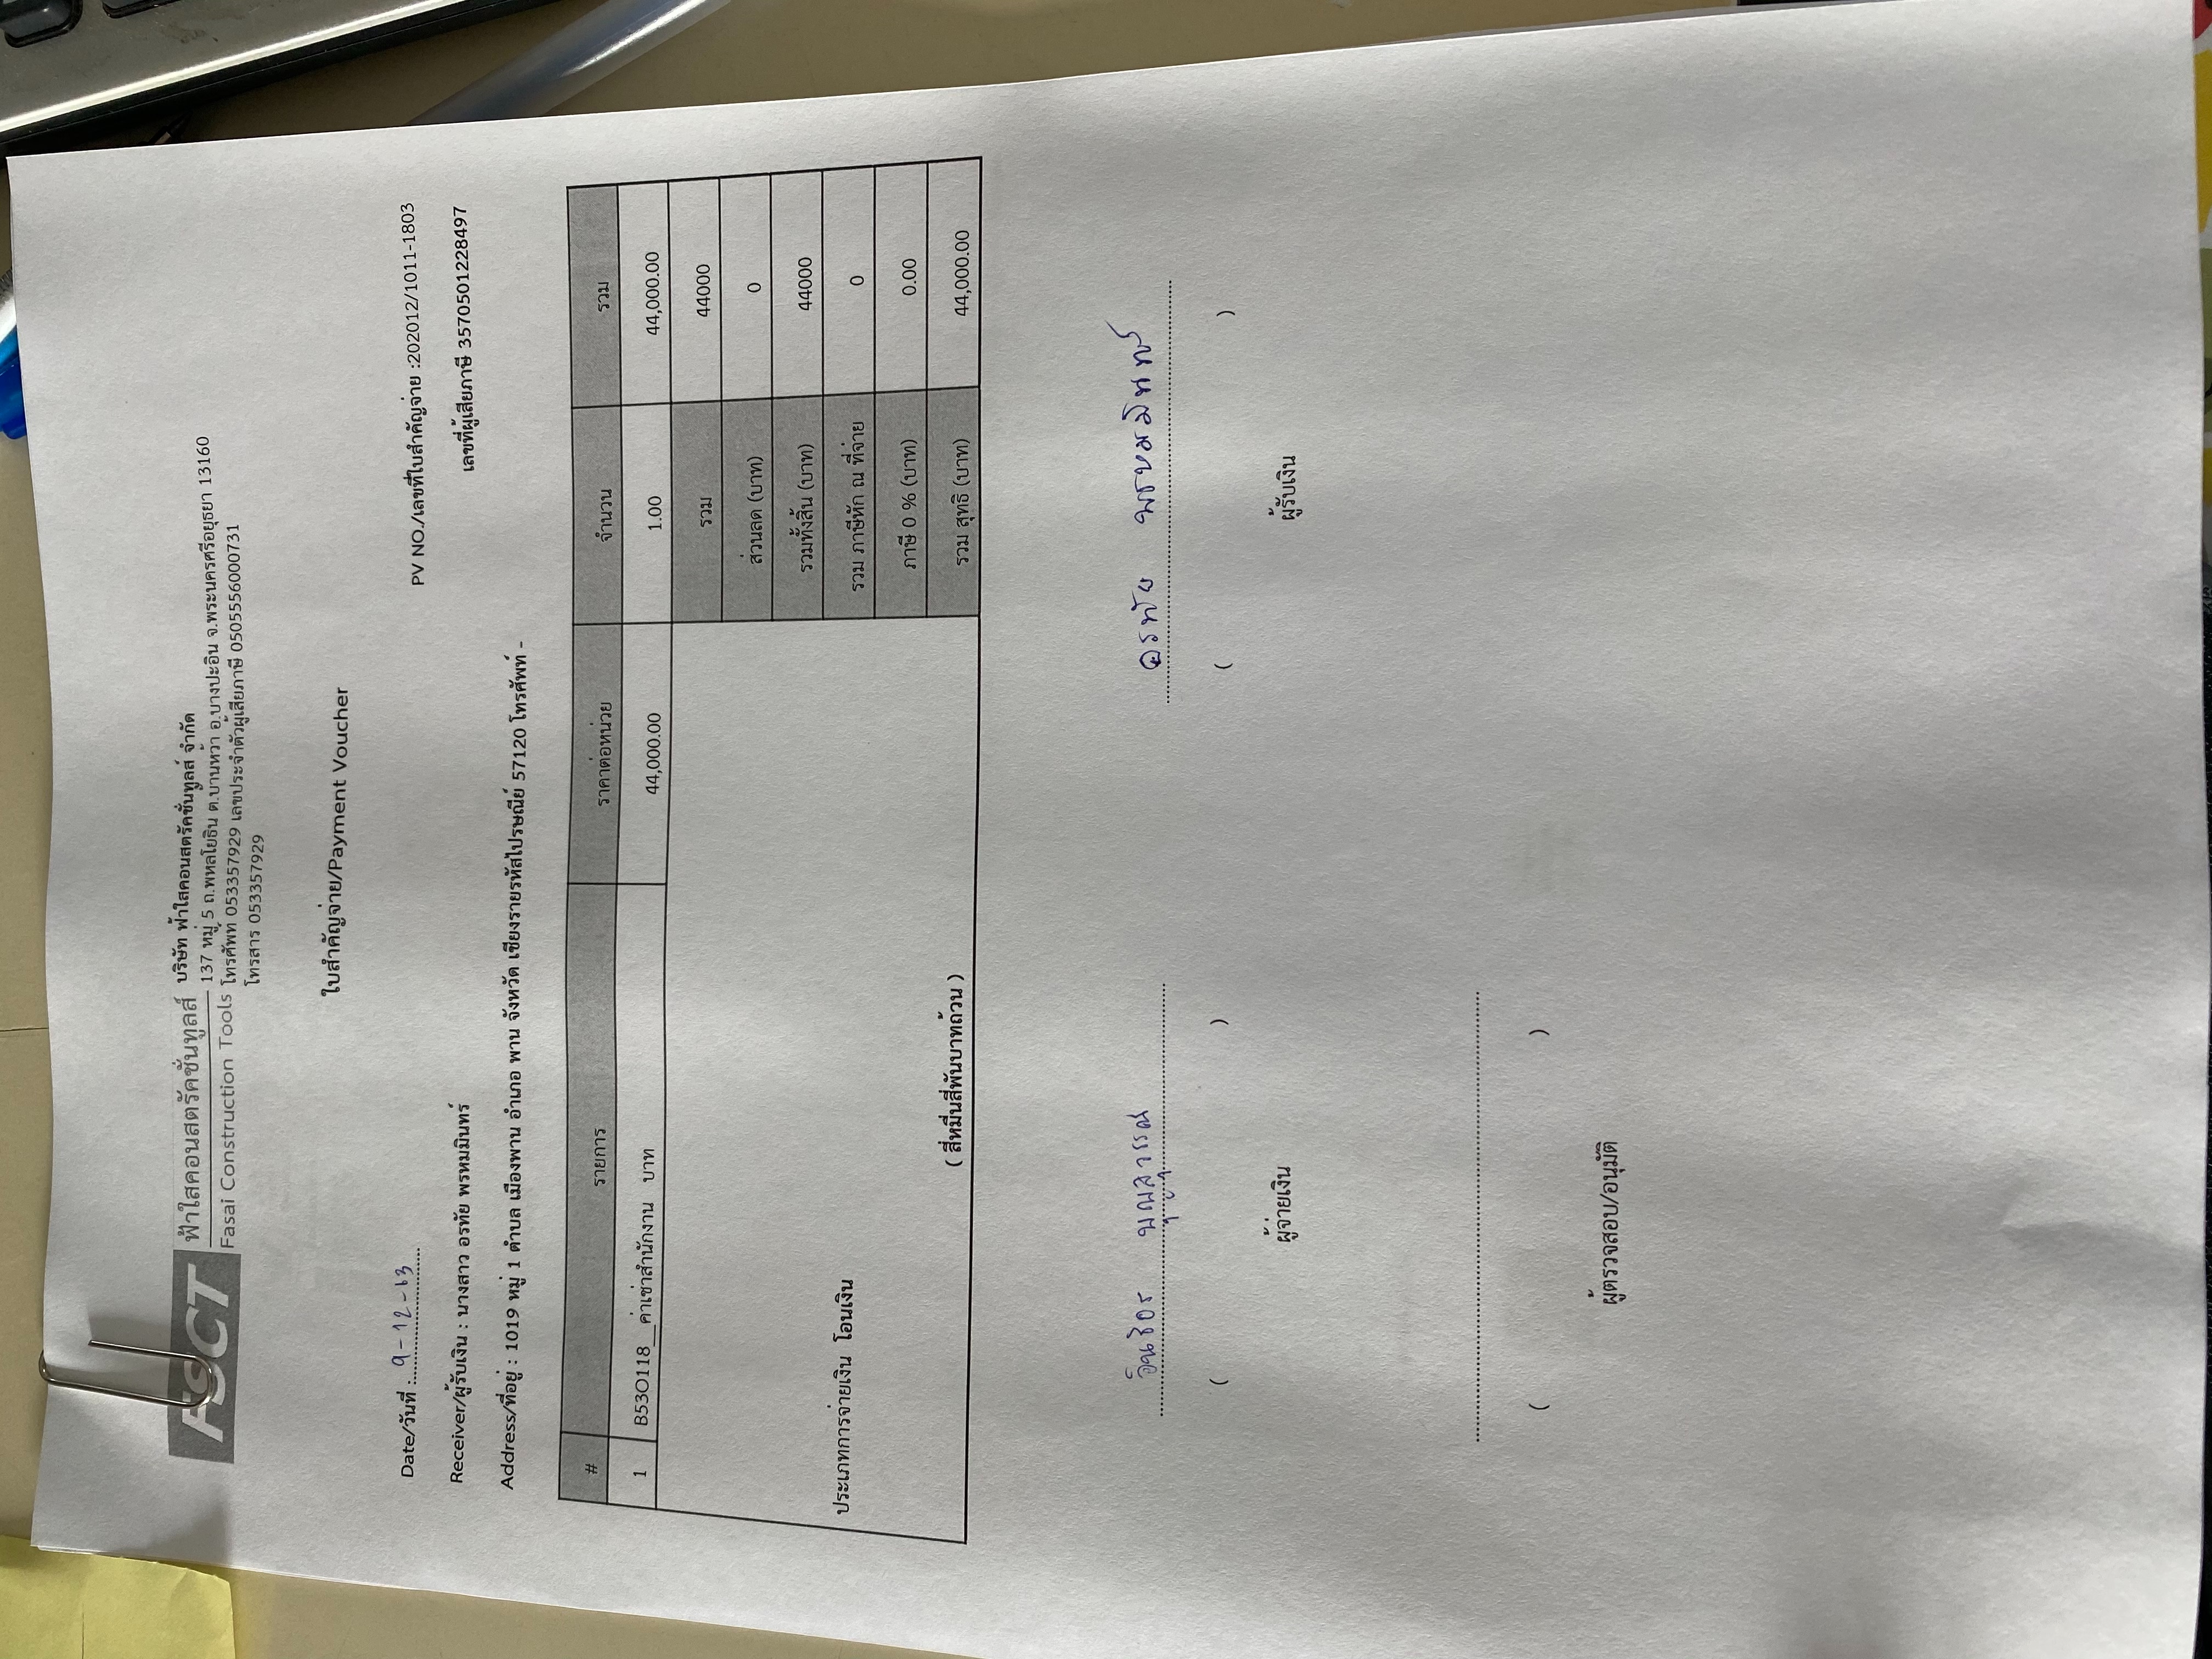 FSCT
ฟ้าใสคอนสตรัคชั่นทูลส์
Fasai Construction Tools
บริษัท ฟ้าใสคอนสตรัคชั่นทูลส์ จำกัด
137 หมู่ 5 ถ.พหลโยธิน ต.บ้านหว้า อ.บางปะอิน จ.พระนครศรีอยุธยา 13160
โทรศัพท์ 053357929 เลขประจำตัวผู้เสียภาษี 0505556000731
โทรสาร 053357929
ใบสำคัญจ่าย/Payment Voucher
Date/วันที่ : 9-12-63
PV NO./เลขที่ใบสำคัญจ่าย :202012/1011-1803
Receiver/ผู้รับเงิน : นางสาว อรทัย พรหมมินทร์
เลขที่ผู้เสียภาษี 3570501228497
Address/ที่อยู่ : 1019 หมู่ 1 ตำบล เมืองพาน อำเภอ พาน จังหวัด เชียงรายรหัสไปรษณีย์ 57120 โทรศัพท์ -
# รายการ ราคาต่อหน่วย จำนวน รวม
1 B53O118__ค่าเช่าสำนักงาน บาท 44,000.00 1.00 44,000.00
รวม 44000
ส่วนลด (บาท) 0
รวมทั้งสิ้น (บาท) 44000
ประเภทการจ่ายเงิน โอนเงิน
รวม ภาษีหัก ณ ที่จ่าย 0
ภาษี 0 % (บาท) 0.00
( สี่หมื่นสี่พันบาทถ้วน )
รวม สุทธิ (บาท) 44,000.00
บุญสุวรรณ์
อรทัย พรหมมินทร์
( )
( )
ผู้จ่ายเงิน
ผู้รับเงิน
( )
ผู้ตรวจสอบ/อนุมัติ